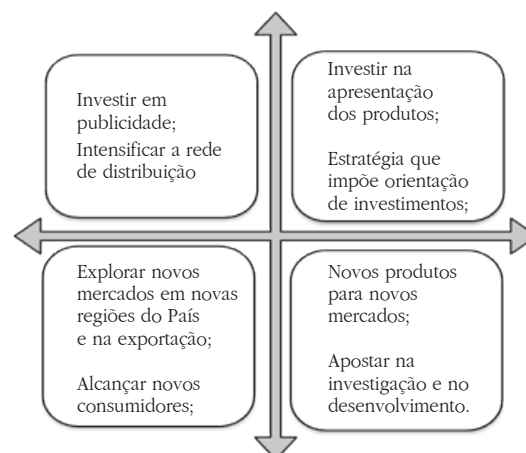 Investir em
publicidade;
Intensificar a rede
de distribuição
Investir na
apresentação
dos produtos;
Estratégia que
impõe orientação
de investimentos;
Explorar novos
mercados em novas
regiões do País
e na exportação;
Alcançar novos
consumidores;
Novos produtos
para novos
mercados;
Apostar na
investigação e no
desenvolvimento.